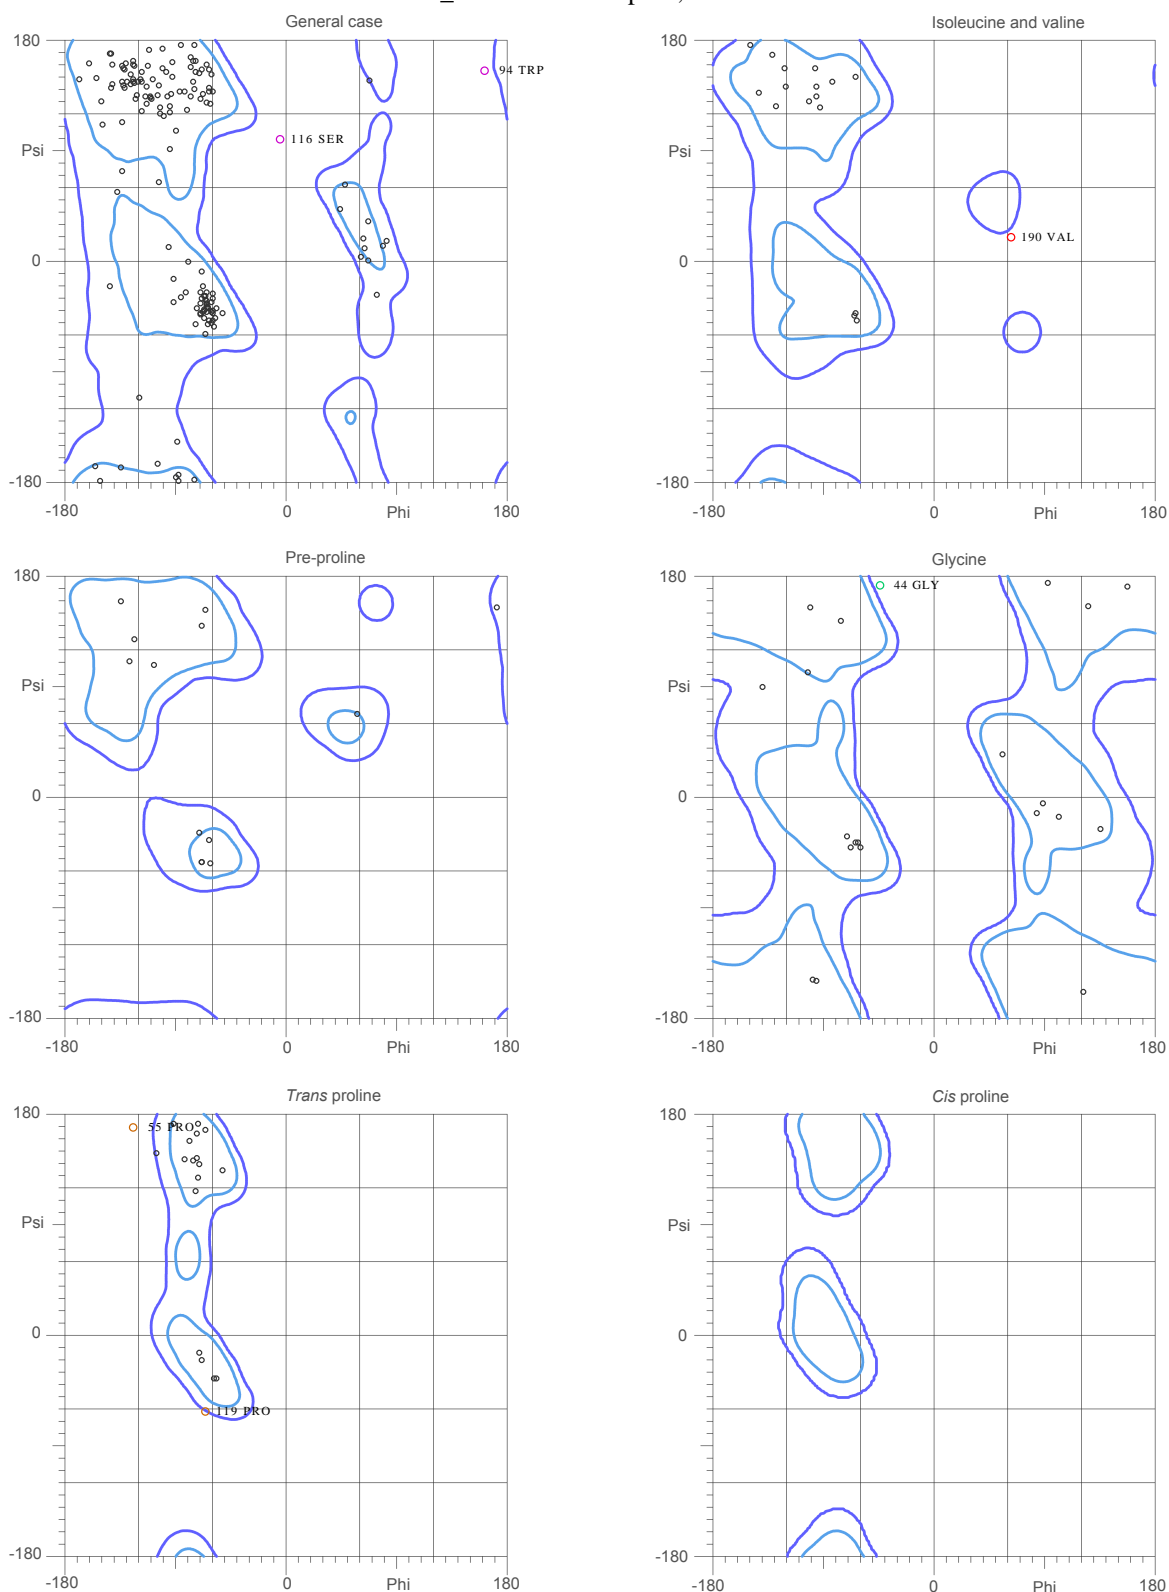 General case
Isoleucine and valine
180
94 TRP
116 SER
Psi
0
-180
-180
0
Phi
180
180
Psi
190 VAL
0
-180
-180
0
Phi
180
Pre-proline
Glycine
180
Psi
0
-180
-180
0
Phi
180
180
44 GLY
Psi
0
-180
-180
0
Phi
180
Trans proline
Cis proline
180
55 PRO
Psi
0
119 PRO
-180
-180
0
Phi
180
180
Psi
0
-180
-180
0
Phi
180